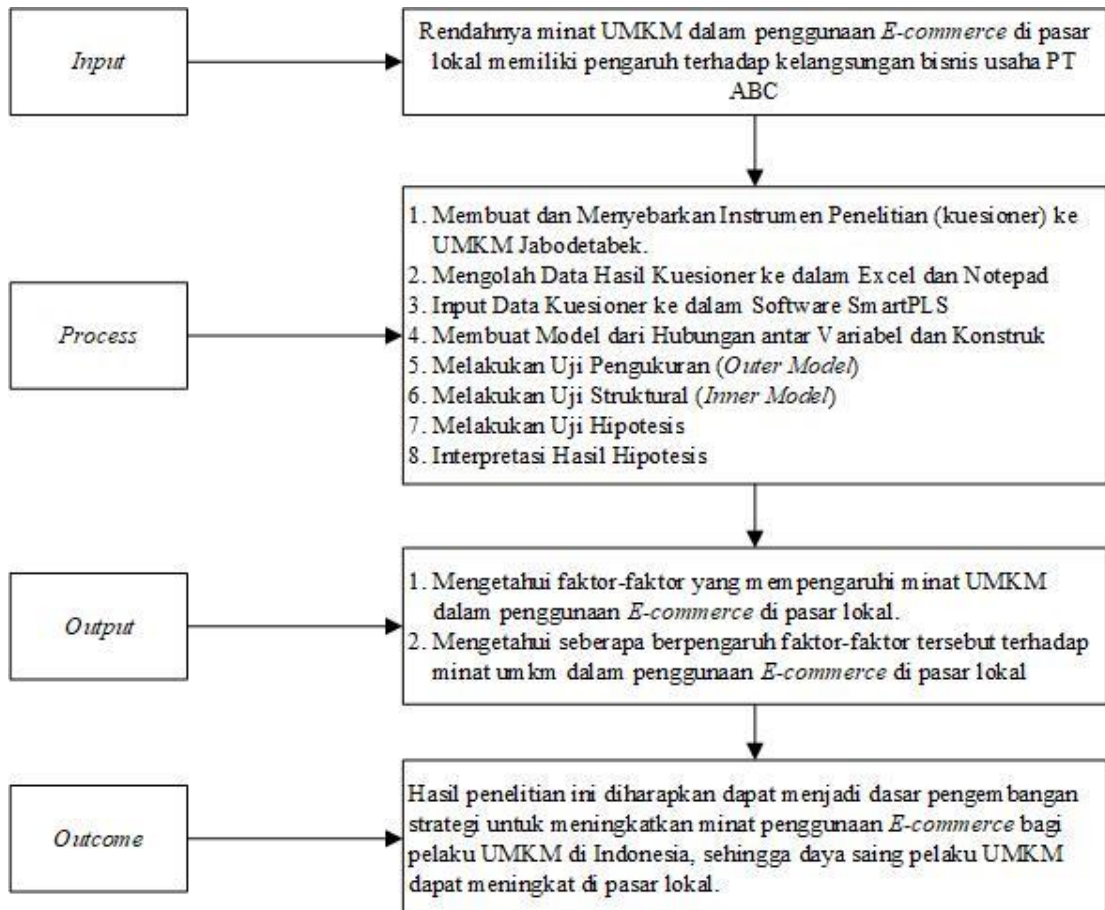 Input
Rendahnya minat UMKM dalam penggunaan E-commerce di pasar
lokal memiliki pengaruh terhadap kelangsungan bisnis usaha PT
ABC
Process
1. Membuat dan Menyebarkan Instrumen Penelitian (kuesioner) ke
UMKM Jabodetabek.
2. Mengolah Data Hasil Kuesioner ke dalam Excel dan Notepad
3. Input Data Kuesioner ke dalam Software SmartPLS
4. Membuat Model dari Hubungan antar Variabel dan Konstruk
5. Melakukan Uji Pengukuran (Outer Model)
6. Melakukan Uji Struktural (Inner Model)
7. Melakukan Uji Hipotesis
8. Interpretasi Hasil Hipotesis
Output
1. Mengetahui faktor-faktor yang mempengaruhi minat UMKM
dalam penggunaan E-commerce di pasar lokal.
2. Mengetahui seberapa berpengaruh faktor-faktor tersebut terhadap
minat umkm dalam penggunaan E-commerce di pasar lokal
Outcome
Hasil penelitian ini diharapkan dapat menjadi dasar pengembangan
strategi untuk meningkatkan minat penggunaan E-commerce bagi
pelaku UMKM di Indonesia, sehingga daya saing pelaku UMKM
dapat meningkat di pasar lokal.